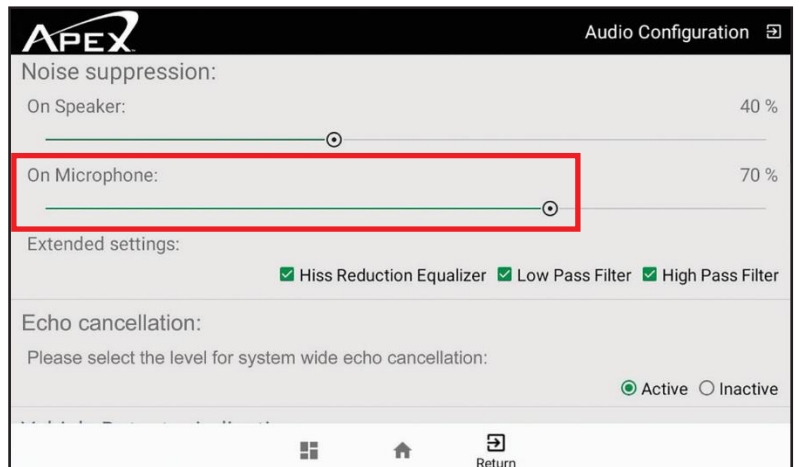 APEX
Audio Configuration
Noise suppression:
On Speaker:
40 %
On Microphone:
70 %
Extended settings:
Hiss Reduction Equalizer Low Pass Filter High Pass Filter
Echo cancellation:
Please select the level for system wide echo cancellation:
Active Inactive
Return